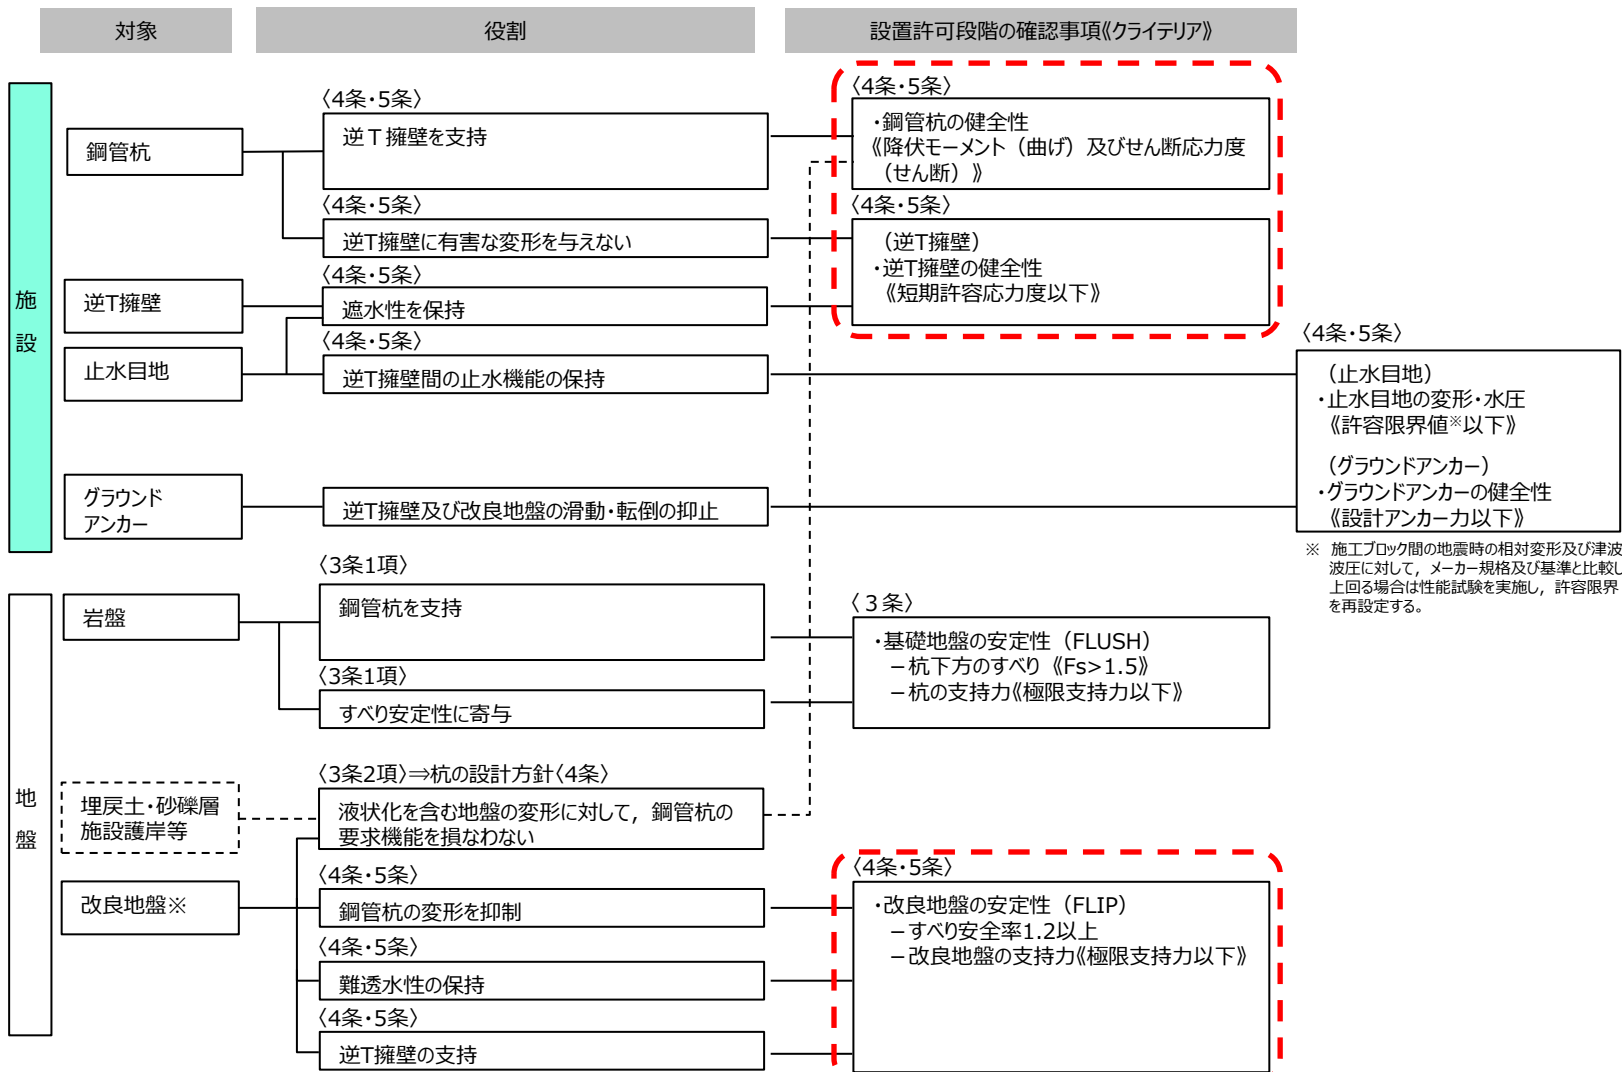 対象
役割
設置許可段階の確認事項《クライテリア》
施
設
鋼管杭
〈4条・5条〉
逆Ｔ擁壁を支持
〈4条・5条〉
・鋼管杭の健全性
《降伏モーメント（曲げ）及びせん断応力度
（せん断）》
〈4条・5条〉
逆T擁壁に有害な変形を与えない
〈4条・5条〉
（逆T擁壁）
・逆T擁壁の健全性
《短期許容応力度以下》
逆T擁壁
〈4条・5条〉
遮水性を保持
止水目地
〈4条・5条〉
逆T擁壁間の止水機能の保持
〈4条・5条〉
（止水目地）
・止水目地の変形・水圧
《許容限界値※以下》
（グラウンドアンカー）
・グラウンドアンカーの健全性
《設計アンカー力以下》
グラウンド
アンカー
逆T擁壁及び改良地盤の滑動・転倒の抑止
※ 施工ブロック間の地震時の相対変形及び津波
波圧に対して，メーカー規格及び基準と比較し
上回る場合は性能試験を実施し，許容限界
を再設定する。
地
盤
岩盤
〈3条1項〉
鋼管杭を支持
〈３条〉
・基礎地盤の安定性（FLUSH）
－杭下方のすべり《Fs>1.5》
－杭の支持力《極限支持力以下》
〈3条1項〉
すべり安定性に寄与
埋戻土・砂礫層
施設護岸等
〈3条2項〉⇒杭の設計方針〈4条〉
液状化を含む地盤の変形に対して，鋼管杭の
要求機能を損なわない
改良地盤※
〈4条・5条〉
鋼管杭の変形を抑制
〈4条・5条〉
・改良地盤の安定性（FLIP）
－すべり安全率1.2以上
－改良地盤の支持力《極限支持力以下》
〈4条・5条〉
難透水性の保持
〈4条・5条〉
逆T擁壁の支持